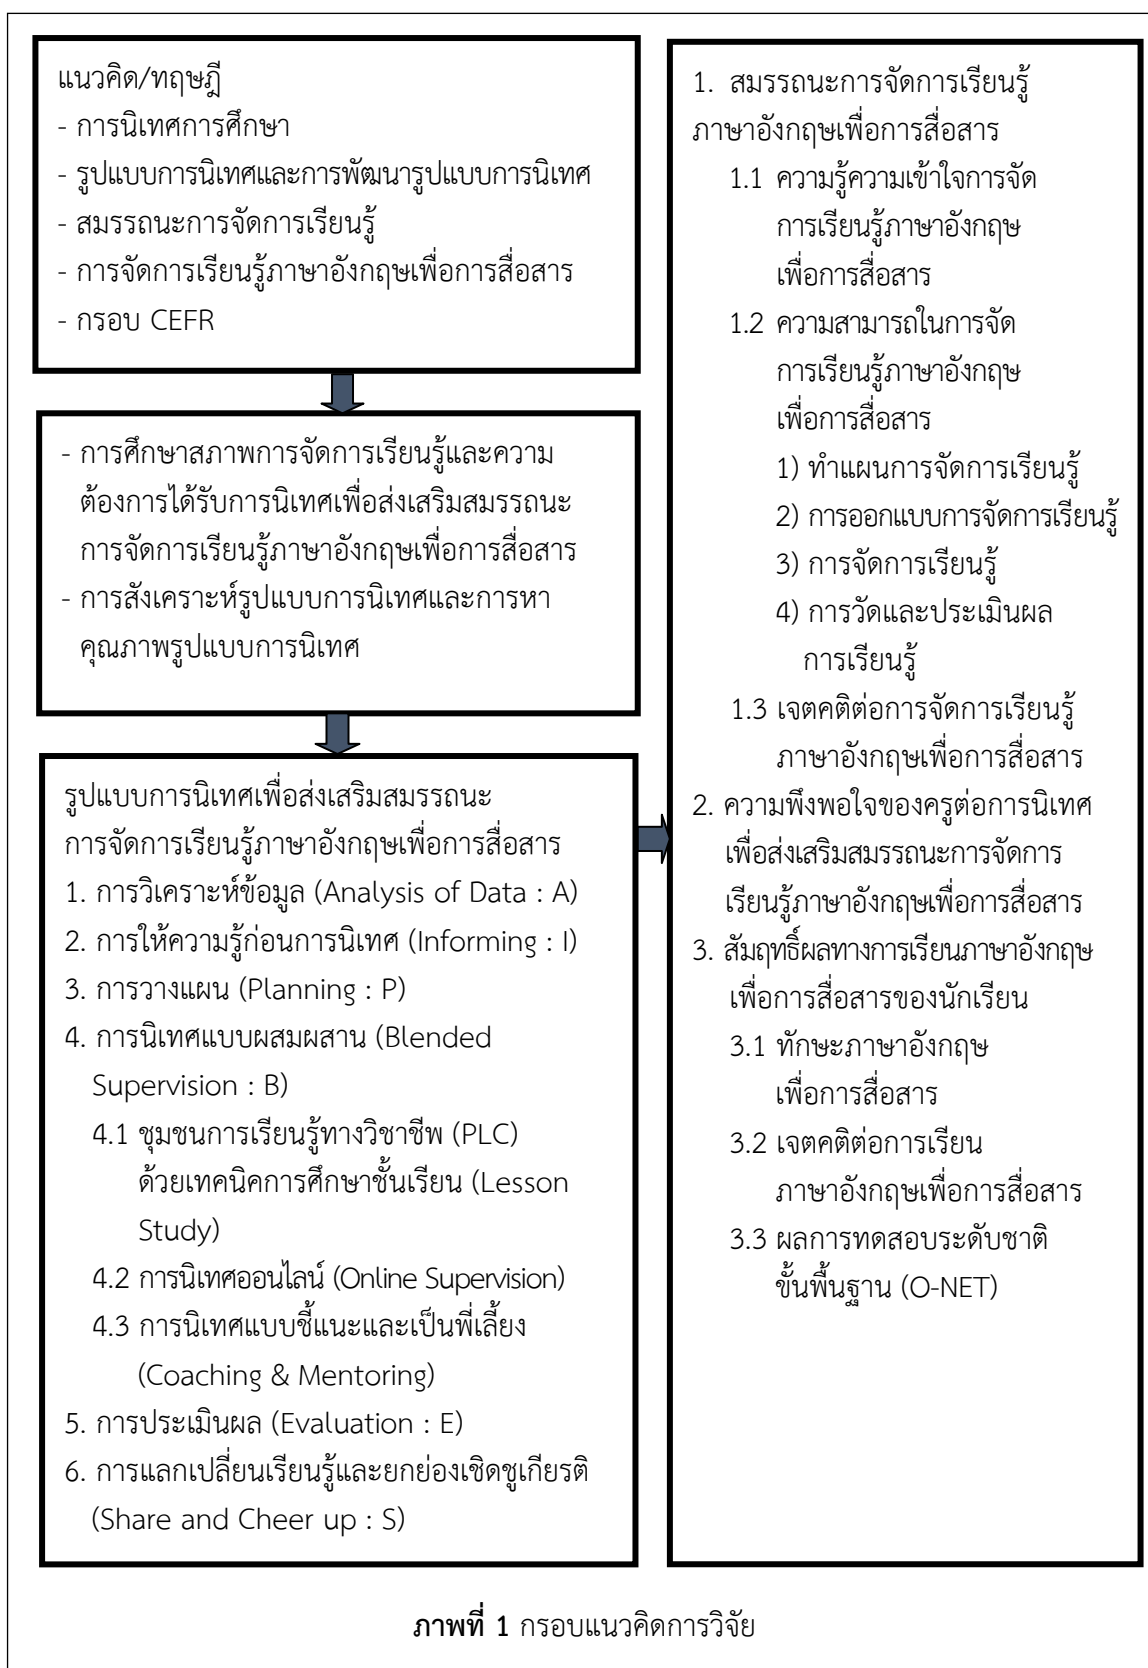 แนวคิด/ทฤษฎี
- การนิเทศการศึกษา
- รูปแบบการนิเทศและการพัฒนารูปแบบการนิเทศ
- สมรรถนะการจัดการเรียนรู้
- การจัดการเรียนรู้ภาษาอังกฤษเพื่อการสื่อสาร
- กรอบ CEFR
- การศึกษาสภาพการจัดการเรียนรู้และความ
ต้องการได้รับการนิเทศเพื่อส่งเสริมสมรรถนะ
การจัดการเรียนรู้ภาษาอังกฤษเพื่อการสื่อสาร
- การสังเคราะห์รูปแบบการนิเทศและการหา
คุณภาพรูปแบบการนิเทศ
รูปแบบการนิเทศเพื่อส่งเสริมสมรรถนะ
การจัดการเรียนรู้ภาษาอังกฤษเพื่อการสื่อสาร
1. การวิเคราะห์ข้อมูล (Analysis of Data : A)
2. การให้ความรู้ก่อนการนิเทศ (Informing : I)
3. การวางแผน (Planning : P)
4. การนิเทศแบบผสมผสาน (Blended
Supervision : B)
4.1 ชุมชนการเรียนรู้ทางวิชาชีพ (PLC)
ด้วยเทคนิคการศึกษาชั้นเรียน (Lesson
Study)
4.2 การนิเทศออนไลน์ (Online Supervision)
4.3 การนิเทศแบบชี้แนะและเป็นพี่เลี้ยง
(Coaching & Mentoring)
5. การประเมินผล (Evaluation : E)
6. การแลกเปลี่ยนเรียนรู้และยกย่องเชิดชูเกียรติ
(Share and Cheer up : S)
1. สมรรถนะการจัดการเรียนรู้
ภาษาอังกฤษเพื่อการสื่อสาร
1.1 ความรู้ความเข้าใจการจัด
การเรียนรู้ภาษาอังกฤษ
เพื่อการสื่อสาร
1.2 ความสามารถในการจัด
การเรียนรู้ภาษาอังกฤษ
เพื่อการสื่อสาร
1) ทำแผนการจัดการเรียนรู้
2) การออกแบบการจัดการเรียนรู้
3) การจัดการเรียนรู้
4) การวัดและประเมินผล
การเรียนรู้
1.3 เจตคติต่อการจัดการเรียนรู้
ภาษาอังกฤษเพื่อการสื่อสาร
2. ความพึงพอใจของครูต่อการนิเทศ
เพื่อส่งเสริมสมรรถนะการจัดการ
เรียนรู้ภาษาอังกฤษเพื่อการสื่อสาร
3. สัมฤทธิ์ผลทางการเรียนภาษาอังกฤษ
เพื่อการสื่อสารของนักเรียน
3.1 ทักษะภาษาอังกฤษ
เพื่อการสื่อสาร
3.2 เจตคติต่อการเรียน
ภาษาอังกฤษเพื่อการสื่อสาร
3.3 ผลการทดสอบระดับชาติ
ขั้นพื้นฐาน (O-NET)
ภาพที่ 1 กรอบแนวคิดการวิจัย